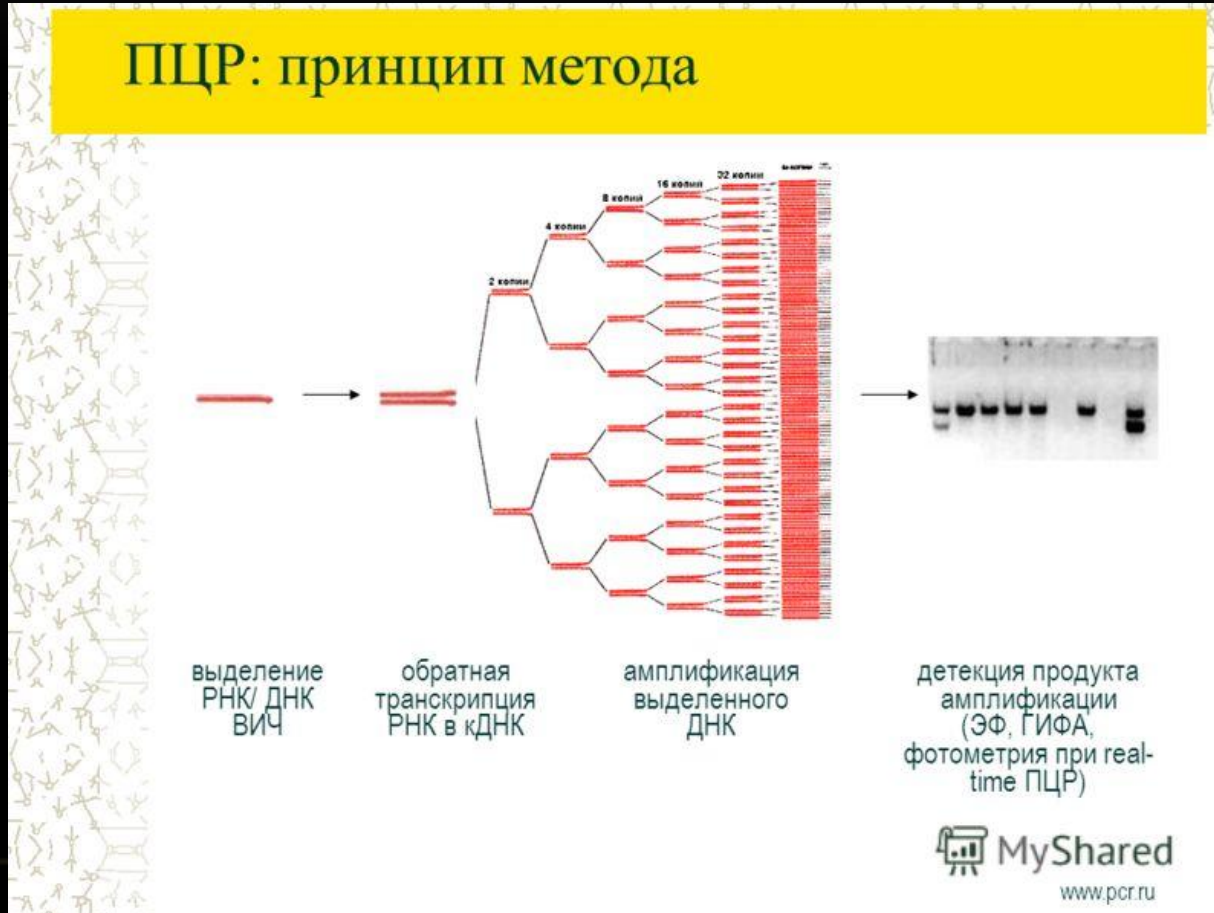 ПЦР: принцип метода
2 копии
4 копии
8 копий
16 копий
32 копии
выделение
РНК/ ДНК
ВИЧ
обратная
транскрипция
РНК в кДНК
амплификация
выделенного
ДНК
детекция продукта
амплификации
(ЭФ, ГИФА,
фотометрия при real-
time ПЦР)
MyShared
www.pcr.ru